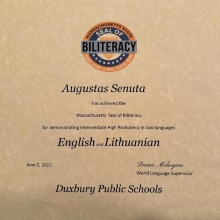 MASSACHUSETTS STATE
SEAL OF
BILITERACY
Augustas Senuta
has achieved the
Massachusetts Seal of Biliteracy
for demonstrating Intermediate High Proficiency in two languages
English and Lithuanian
June 2, 2021
World Language Supervisor
Duxbury Public Schools